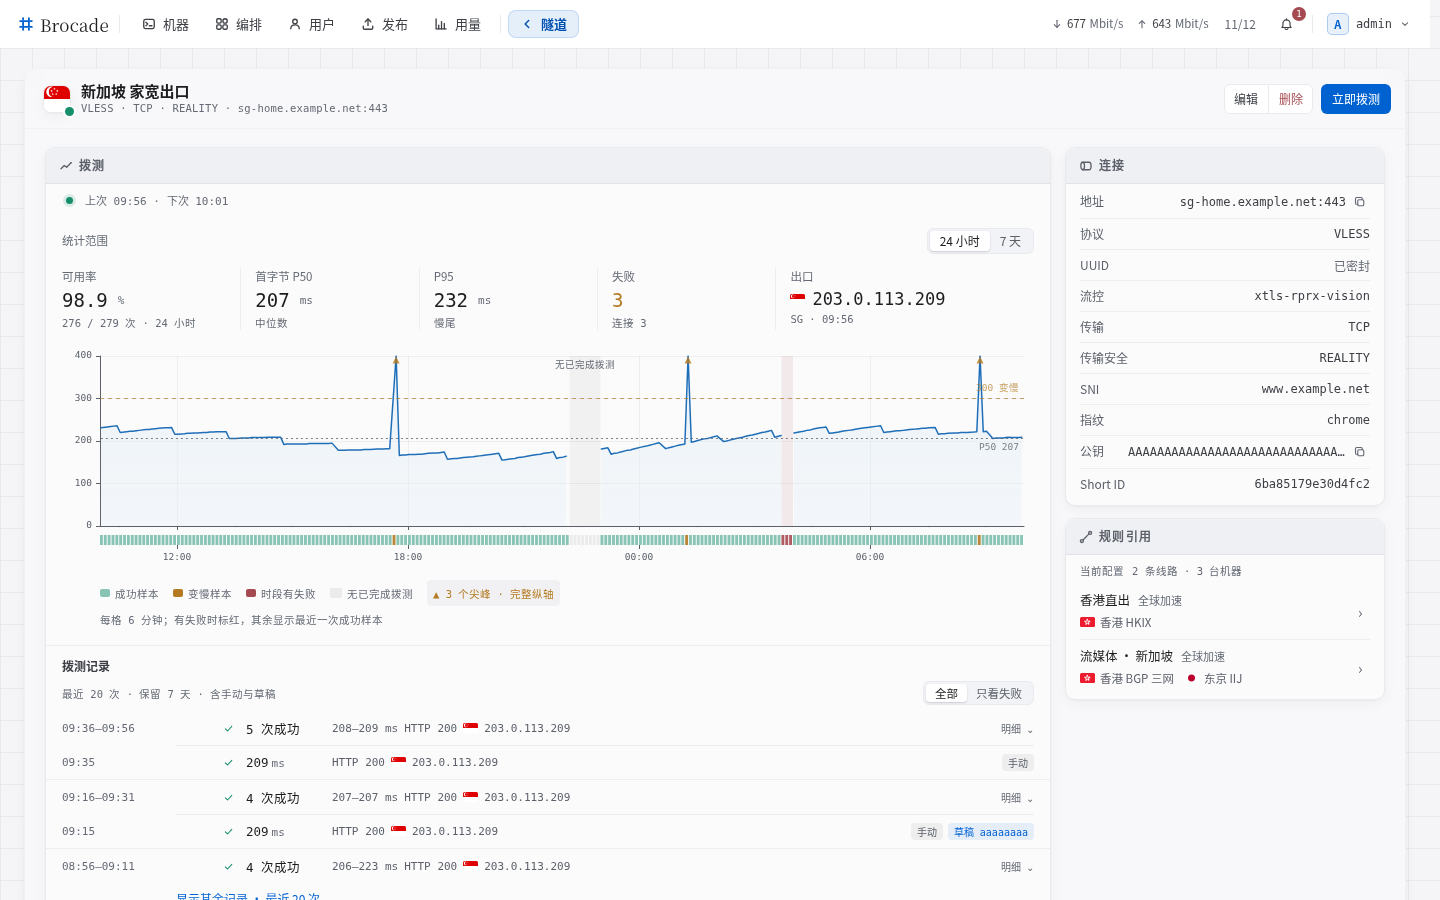 Brocade 机器 编排 用户 发布 用量 隧道 677 Mbit/s 643 Mbit/s 11/12 1 A admin
新加坡 家宽出口
VLESS · TCP · REALITY · sg-home.example.net:443
编辑 删除 立即拨测
拨测
上次 09:56 · 下次 10:01
统计范围 24 小时 7 天
可用率 首字节 P50 P95 失败 出口
98.9 % 207 ms 232 ms 3 203.0.113.209
276 / 279 次 · 24 小时 中位数 慢尾 连接 3 SG · 09:56
400
无已完成拨测
300 变慢
300
200
P50 207
100
0
12:00 18:00 00:00 06:00
成功样本 变慢样本 时段有失败 无已完成拨测 ▲ 3 个尖峰 · 完整纵轴
每格 6 分钟；有失败时标红，其余显示最近一次成功样本
拨测记录
最近 20 次 · 保留 7 天 · 含手动与草稿 全部 只看失败
09:36–09:56 5 次成功 208–209 ms HTTP 200 203.0.113.209 明细
09:35 209 ms HTTP 200 203.0.113.209 手动
09:16–09:31 4 次成功 207–207 ms HTTP 200 203.0.113.209 明细
09:15 209 ms HTTP 200 203.0.113.209 手动 草稿 aaaaaaaa
08:56–09:11 4 次成功 206–223 ms HTTP 200 203.0.113.209 明细
显示其余记录 · 最近 20 次
连接
地址 sg-home.example.net:443
协议 VLESS
UUID 已密封
流控 xtls-rprx-vision
传输 TCP
传输安全 REALITY
SNI www.example.net
指纹 chrome
公钥 AAAAAAAAAAAAAAAAAAAAAAAAAAAAA…
Short ID 6ba85179e30d4fc2
规则引用
当前配置 2 条线路 · 3 台机器
香港直出 全球加速
香港 HKIX
流媒体 · 新加坡 全球加速
香港 BGP 三网 东京 IIJ